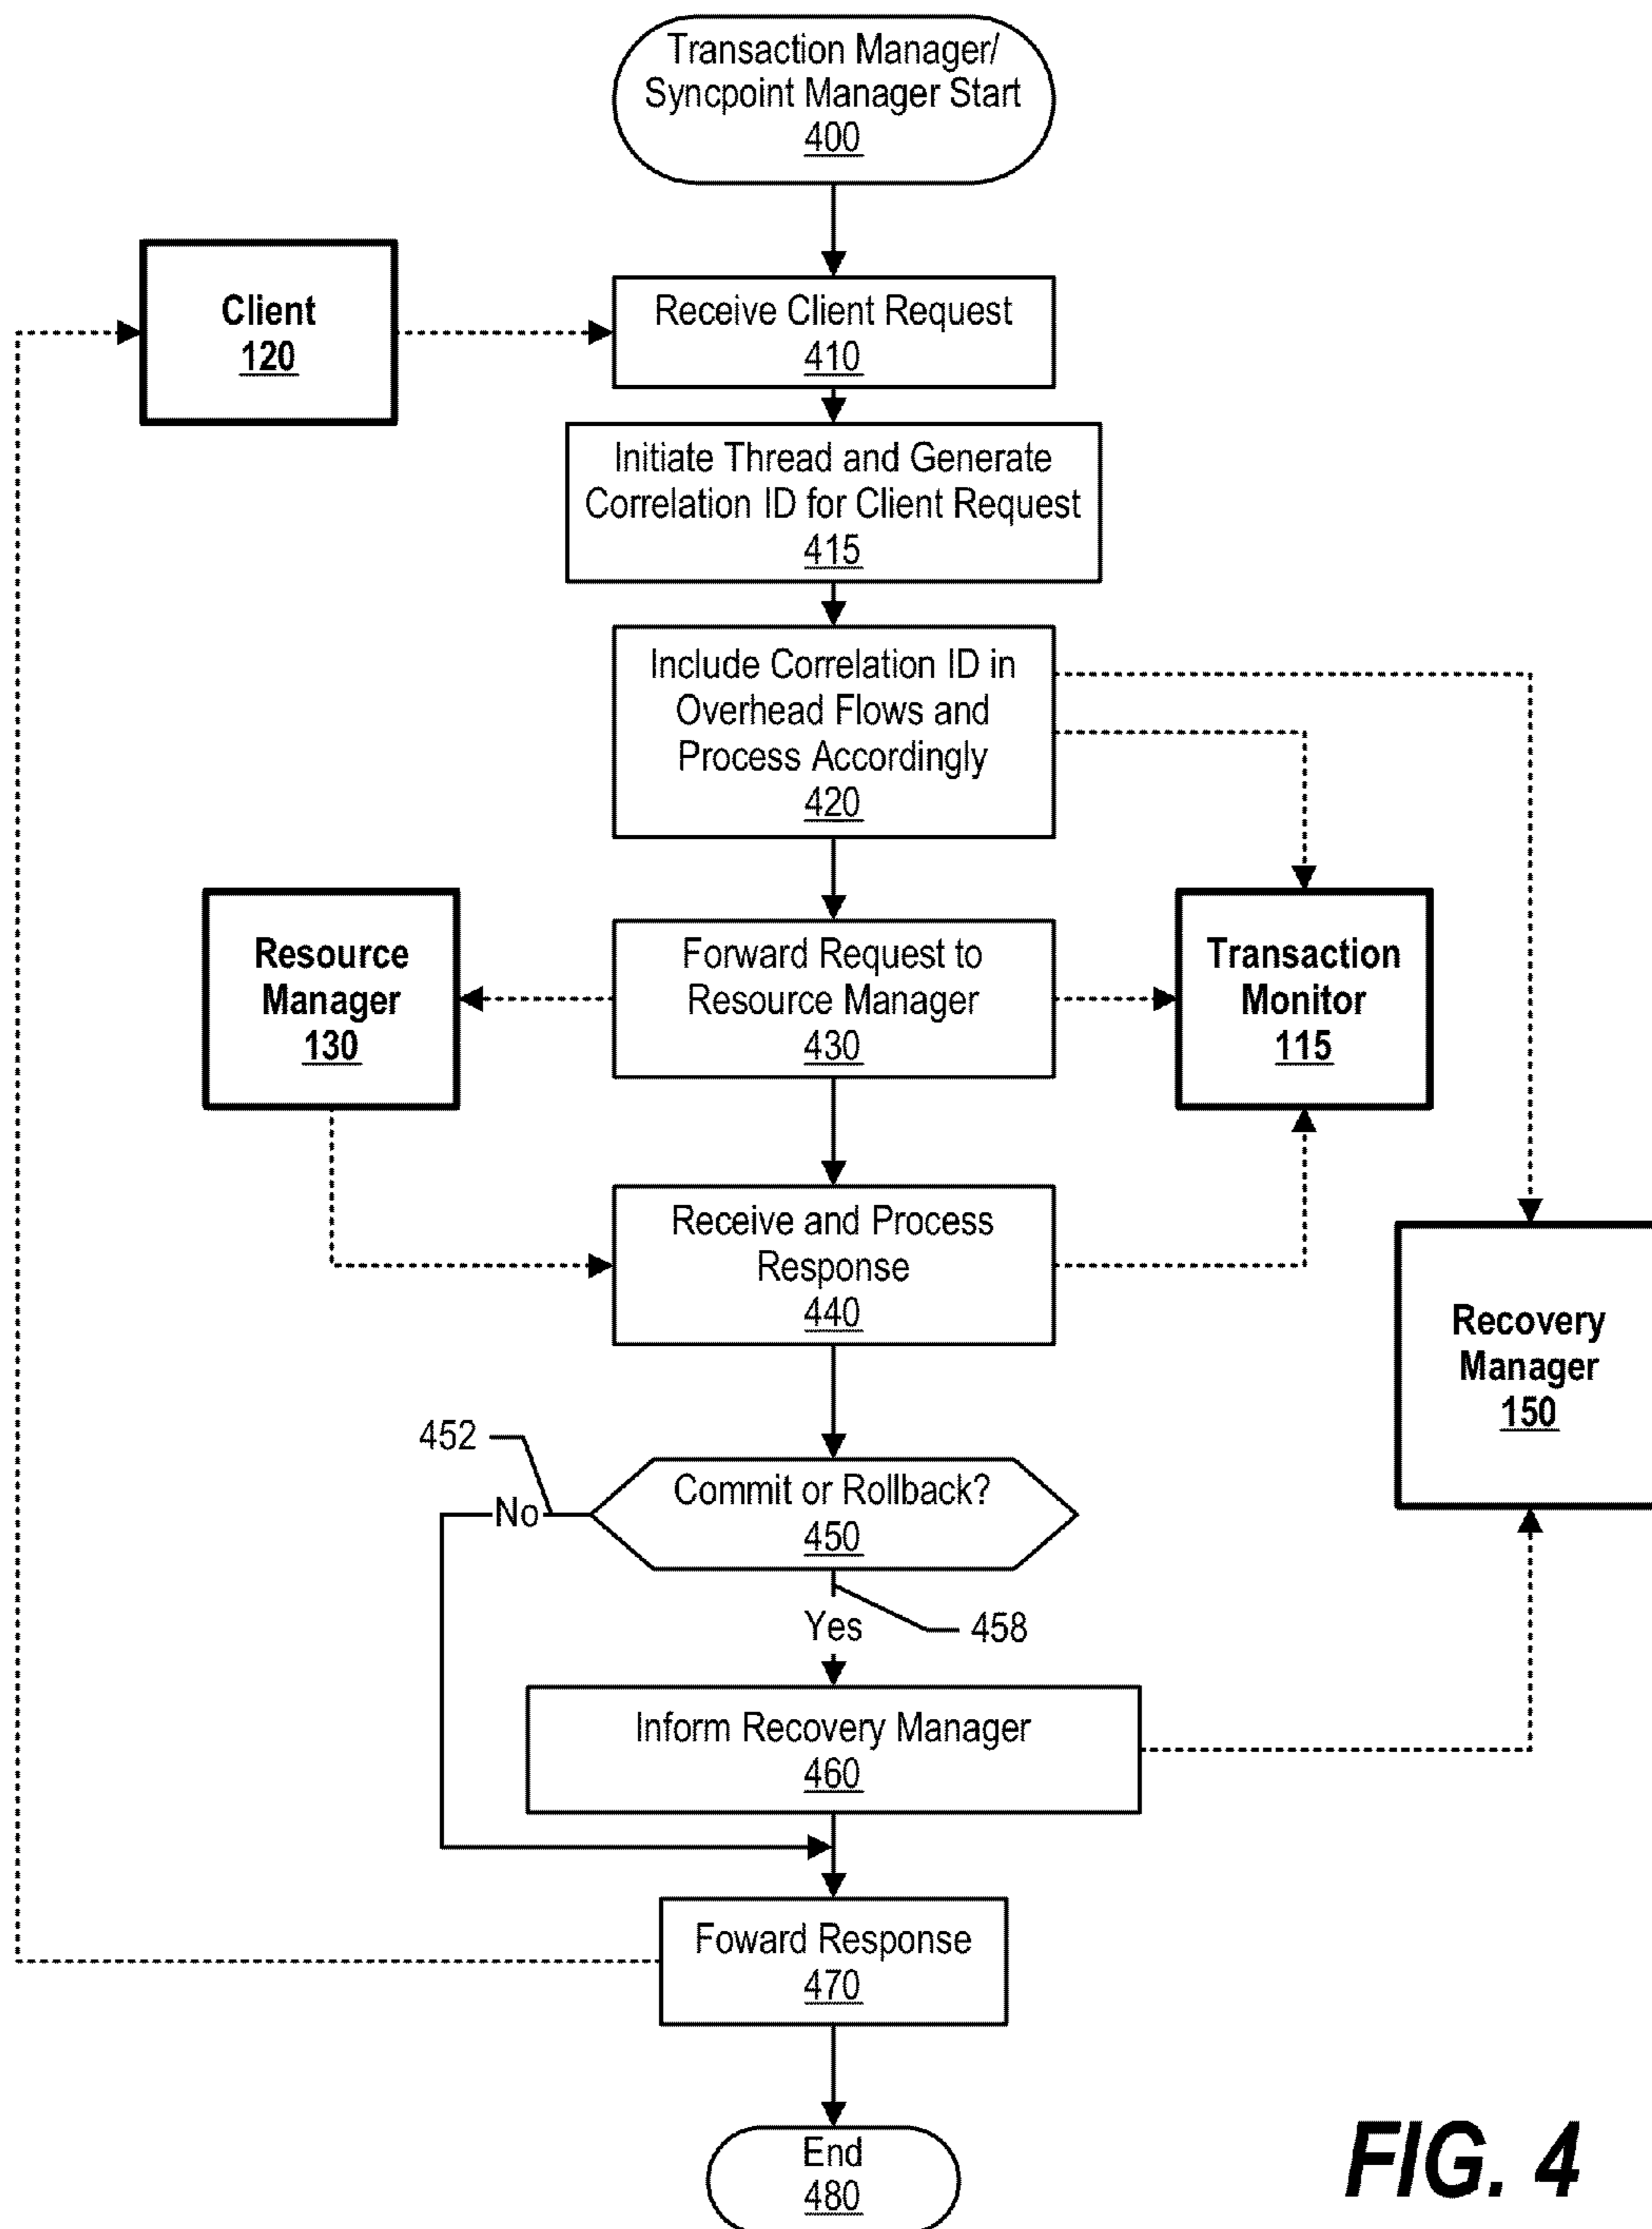 Transaction Manager/
Syncpoint Manager Start
400
Client
120
Receive Client Request
410
Initiate Thread and Generate
Correlation ID for Client Request
415
Include Correlation ID in
Overhead Flows and
Process Accordingly
420
Resource
Manager
130
Forward Request to
Resource Manager
430
Transaction
Monitor
115
Receive and Process
Response
440
Recovery
Manager
150
452
Commit or Rollback?
450
No
Yes
458
Inform Recovery Manager
460
Foward Response
470
End
480
FIG. 4